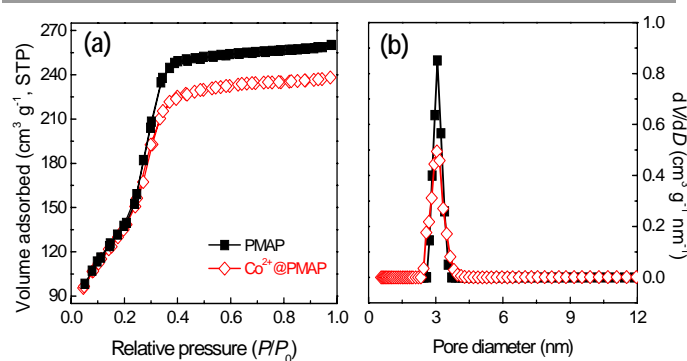 (a)
Volume adsorbed (cm³ g⁻¹, STP)
270
240
210
180
150
120
90
PMAP
Co²⁺@PMAP
0.0 0.2 0.4 0.6 0.8 1.0
Relative pressure (P/P₀)
(b)
1.0
0.8
0.6
0.4
0.2
0.0
dV/dD (cm³ g⁻¹ nm⁻¹)
0 3 6 9 12
Pore diameter (nm)